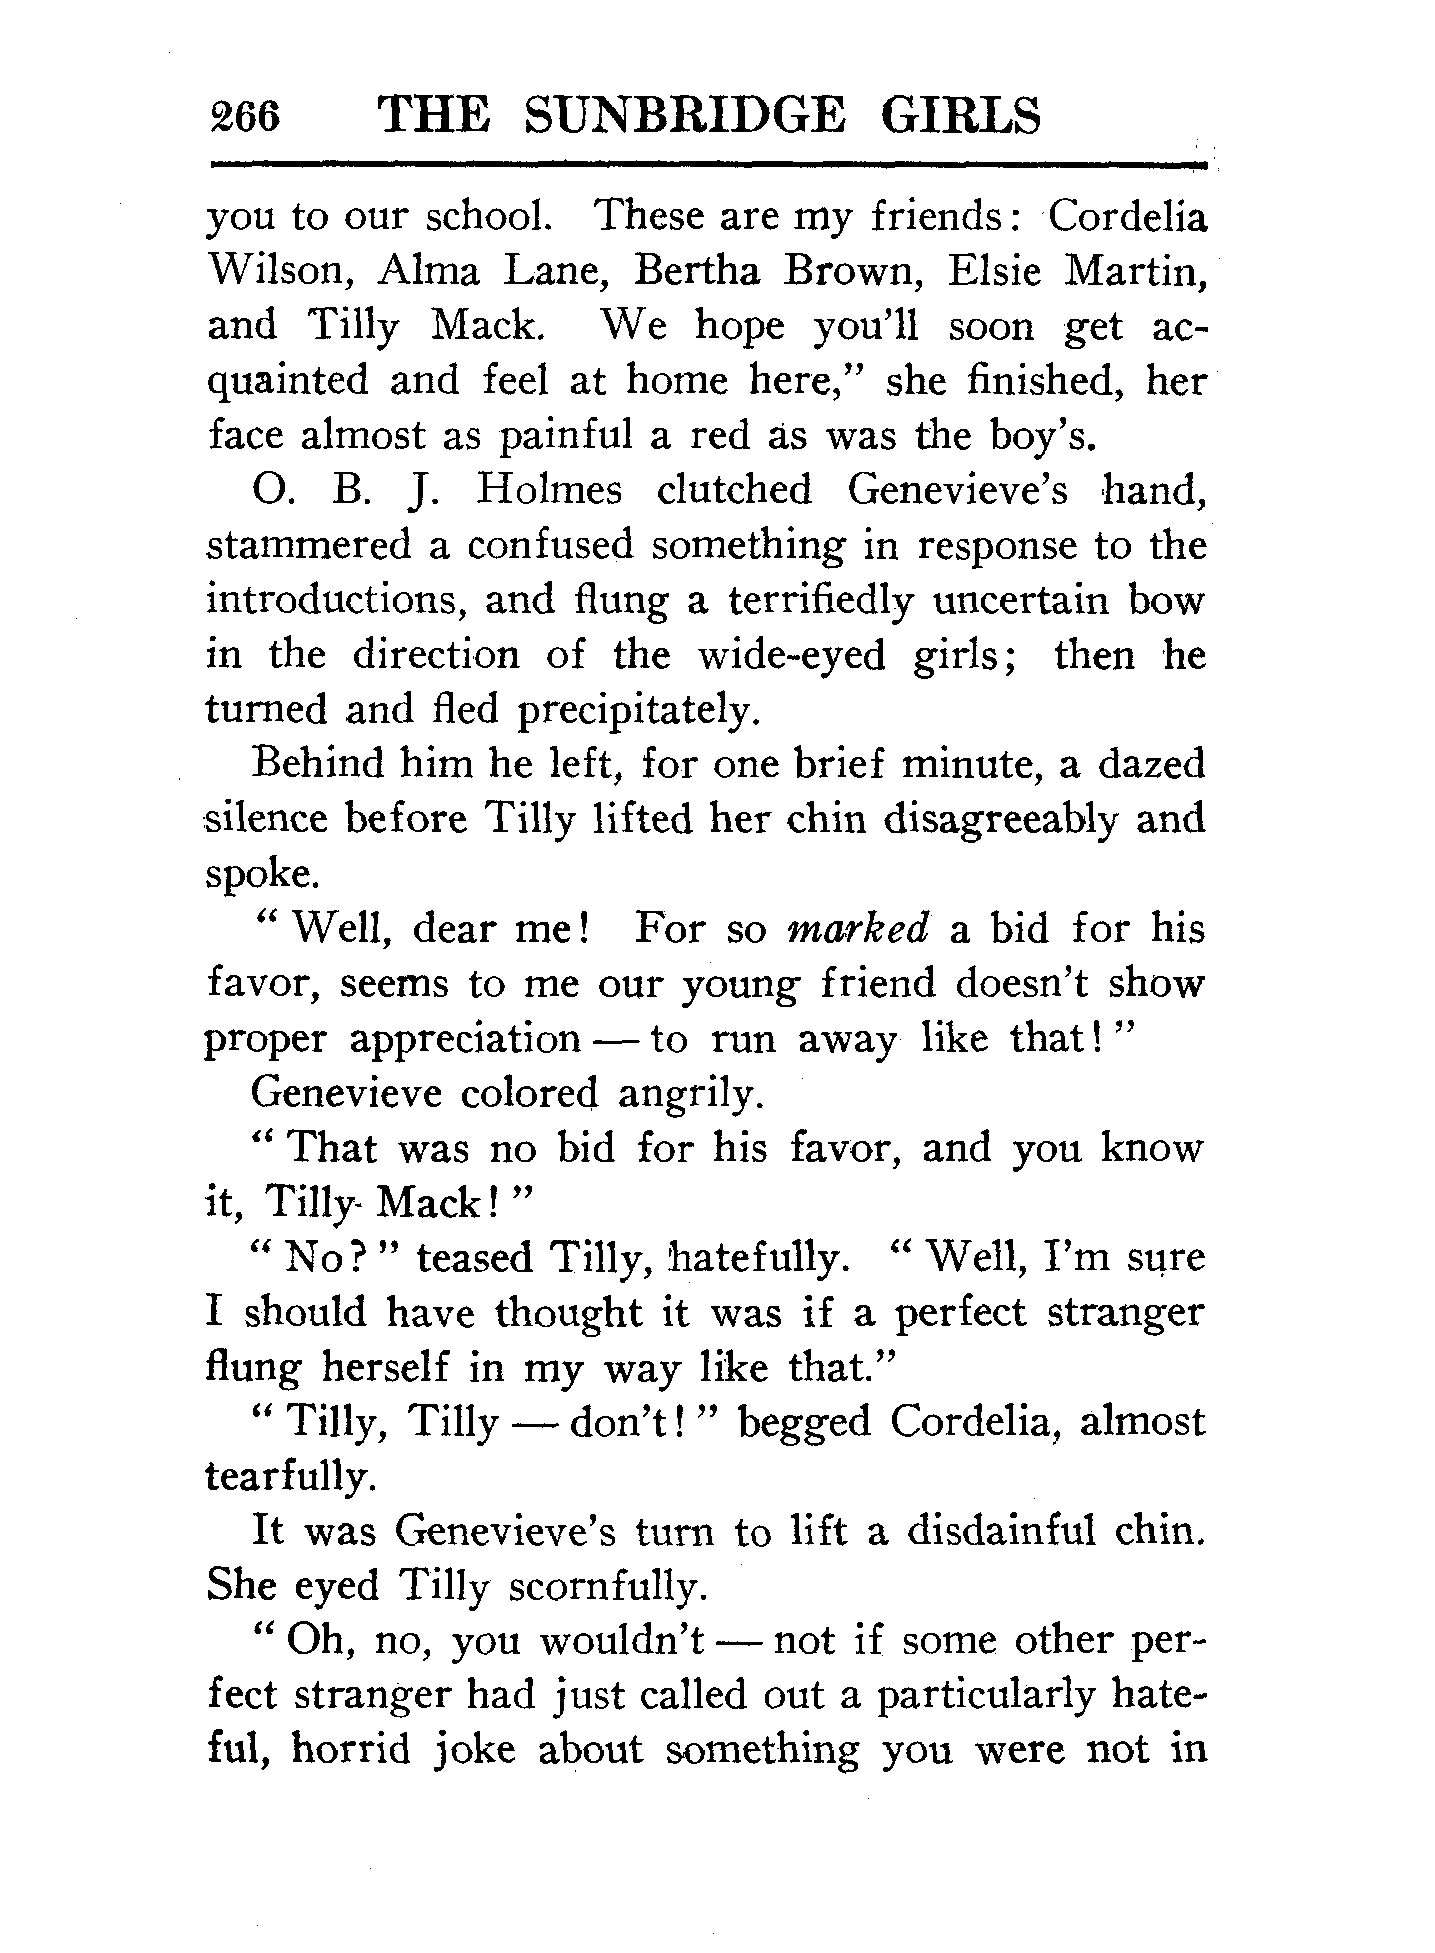 266 THE SUNBRIDGE GIRLS
you to our school. These are my friends: Cordelia
Wilson, Alma Lane, Bertha Brown, Elsie Martin,
and Tilly Mack. We hope you'll soon get ac-
quainted and feel at home here,” she finished, her
face almost as painful a red as was the boy's.
O. B. J. Holmes clutched Genevieve's hand,
stammered a confused something in response to the
introductions, and flung a terrifiedly uncertain bow
in the direction of the wide-eyed girls; then he
turned and fled precipitately.
Behind him he left, for one brief minute, a dazed
silence before Tilly lifted her chin disagreeably and
spoke.
“ Well, dear me! For so marked a bid for his
favor, seems to me our young friend doesn't show
proper appreciation — to run away like that! ”
Genevieve colored angrily.
“ That was no bid for his favor, and you know
it, Tilly Mack! ”
“ No? ” teased Tilly, hatefully. “ Well, I'm sure
I should have thought it was if a perfect stranger
flung herself in my way like that.”
“ Tilly, Tilly — don't! ” begged Cordelia, almost
tearfully.
It was Genevieve's turn to lift a disdainful chin.
She eyed Tilly scornfully.
“ Oh, no, you wouldn't — not if some other per-
fect stranger had just called out a particularly hate-
ful, horrid joke about something you were not in